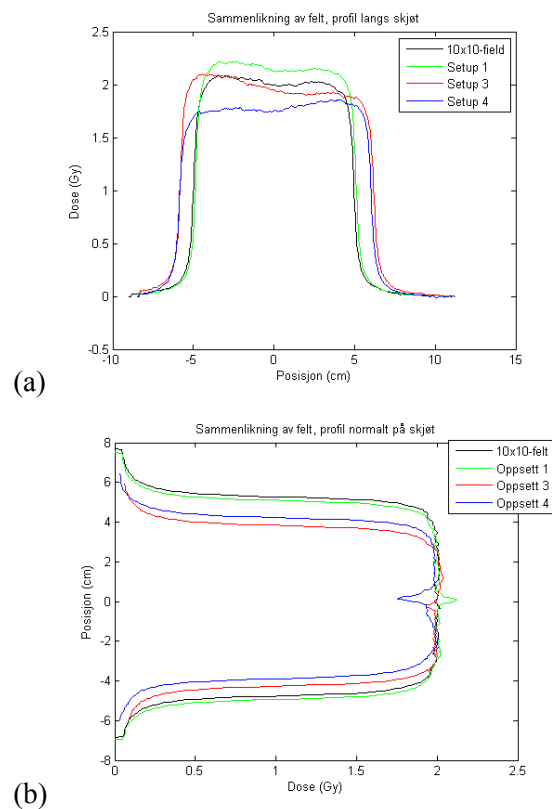 Sammenlikning av felt, profil langs skjøt
2.5
2
1.5
1
0.5
0
-0.5
Dose (Gy)
10x10-field
Setup 1
Setup 3
Setup 4
-10
-5
0
5
10
15
Posisjon (cm)
(a)
Sammenlikning av felt, profil normalt på skjøt
8
6
4
2
0
-2
-4
-6
-8
Posisjon (cm)
10x10-felt
Oppsett 1
Oppsett 3
Oppsett 4
0
0.5
1
1.5
2
2.5
Dose (Gy)
(b)